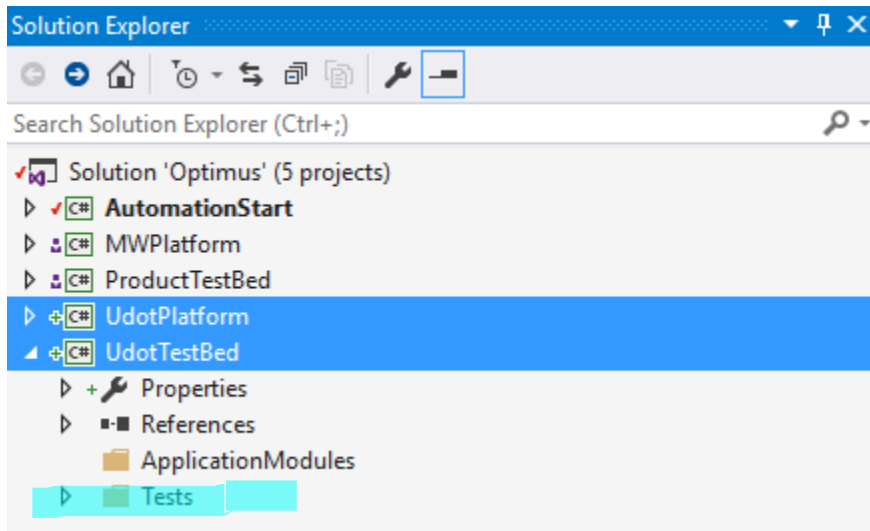 Solution Explorer
Search Solution Explorer (Ctrl+;)
Solution 'Optimus' (5 projects)
C# AutomationStart
C# MWPlatform
C# ProductTestBed
C# UdotPlatform
C# UdotTestBed
Properties
References
ApplicationModules
Tests